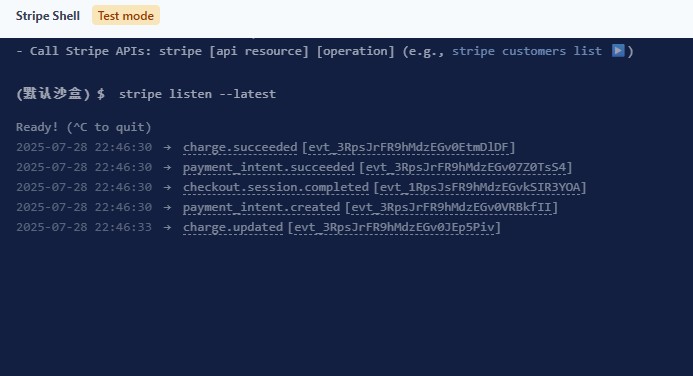 Stripe Shell Test mode
- Call Stripe APIs: stripe [api resource] [operation] (e.g., stripe customers list ▶)
(默认沙盒) $ stripe listen --latest
Ready! (^C to quit)
2025-07-28 22:46:30 → charge.succeeded [evt_3RpsJrFR9hMdzEGv0EtmDlDF]
2025-07-28 22:46:30 → payment_intent.succeeded [evt_3RpsJrFR9hMdzEGv07Z0TsS4]
2025-07-28 22:46:30 → checkout.session.completed [evt_1RpsJsFR9hMdzEGvkSIR3YOA]
2025-07-28 22:46:30 → payment_intent.created [evt_3RpsJrFR9hMdzEGv0VRBkfII]
2025-07-28 22:46:33 → charge.updated [evt_3RpsJrFR9hMdzEGv0JEp5Piv]